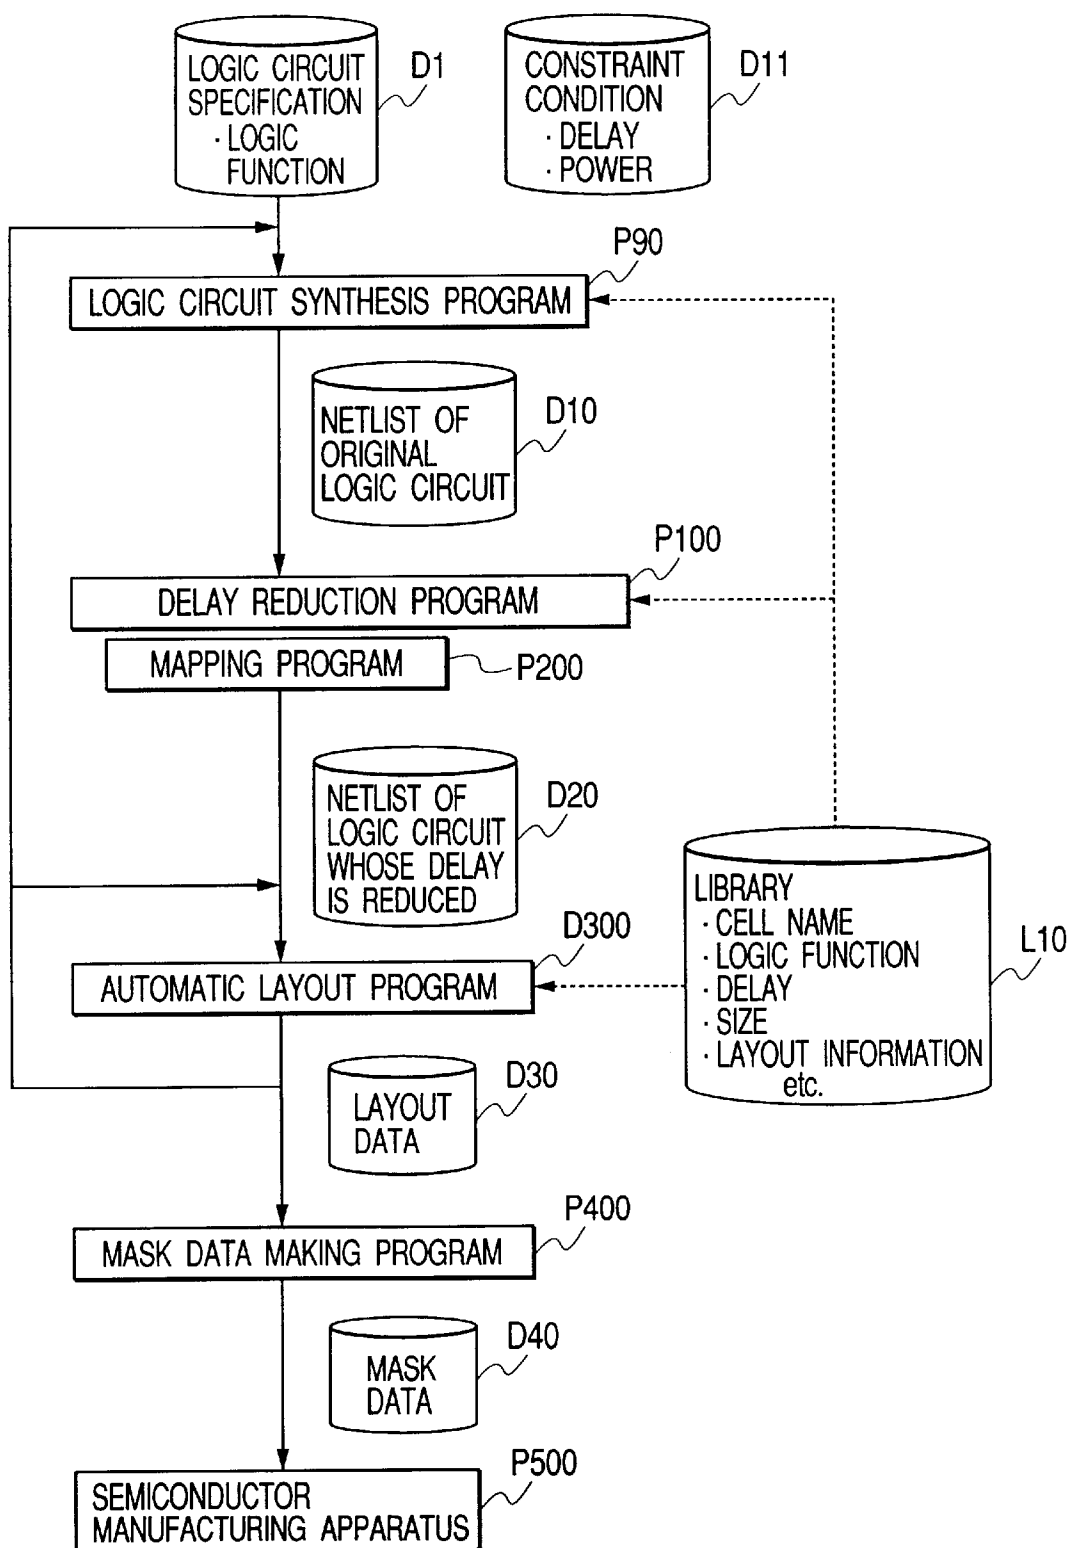 LOGIC CIRCUIT
SPECIFICATION
· LOGIC
FUNCTION
D1
CONSTRAINT
CONDITION
· DELAY
· POWER
D11
P90
LOGIC CIRCUIT SYNTHESIS PROGRAM
NETLIST OF
ORIGINAL
LOGIC CIRCUIT
D10
P100
DELAY REDUCTION PROGRAM
MAPPING PROGRAM
P200
NETLIST OF
LOGIC CIRCUIT
WHOSE DELAY
IS REDUCED
D20
LIBRARY
· CELL NAME
· LOGIC FUNCTION
· DELAY
· SIZE
· LAYOUT INFORMATION
etc.
L10
D300
AUTOMATIC LAYOUT PROGRAM
LAYOUT
DATA
D30
P400
MASK DATA MAKING PROGRAM
MASK
DATA
D40
P500
SEMICONDUCTOR
MANUFACTURING APPARATUS